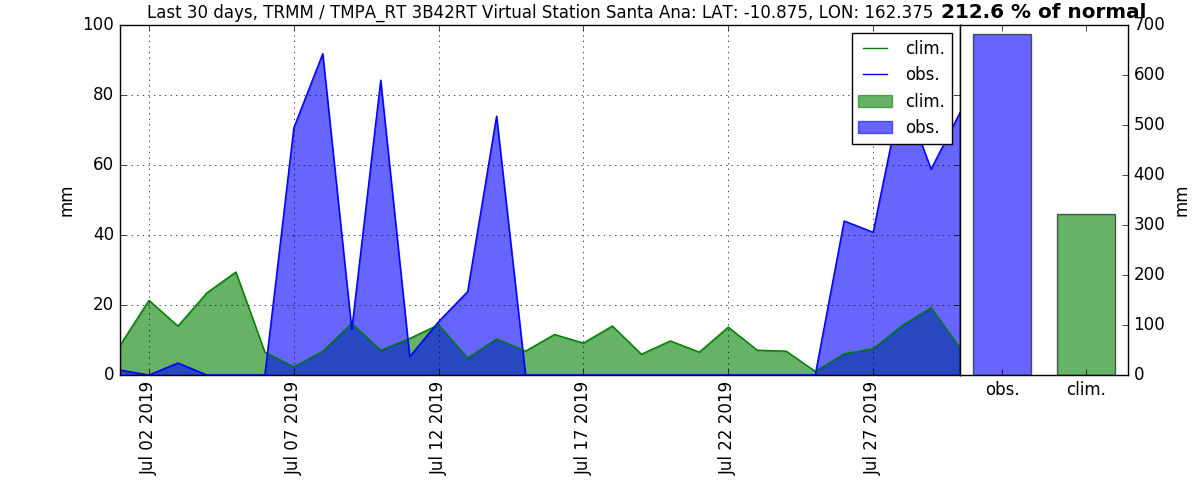 Last 30 days, TRMM / TMPA_RT 3B42RT Virtual Station Santa Ana: LAT: -10.875, LON: 162.375 212.6 % of normal
100
80
60
40
20
0
mm
clim.
obs.
clim.
obs.
Jul 02 2019
Jul 07 2019
Jul 12 2019
Jul 17 2019
Jul 22 2019
Jul 27 2019
700
600
500
400
300
200
100
0
mm
obs.
clim.